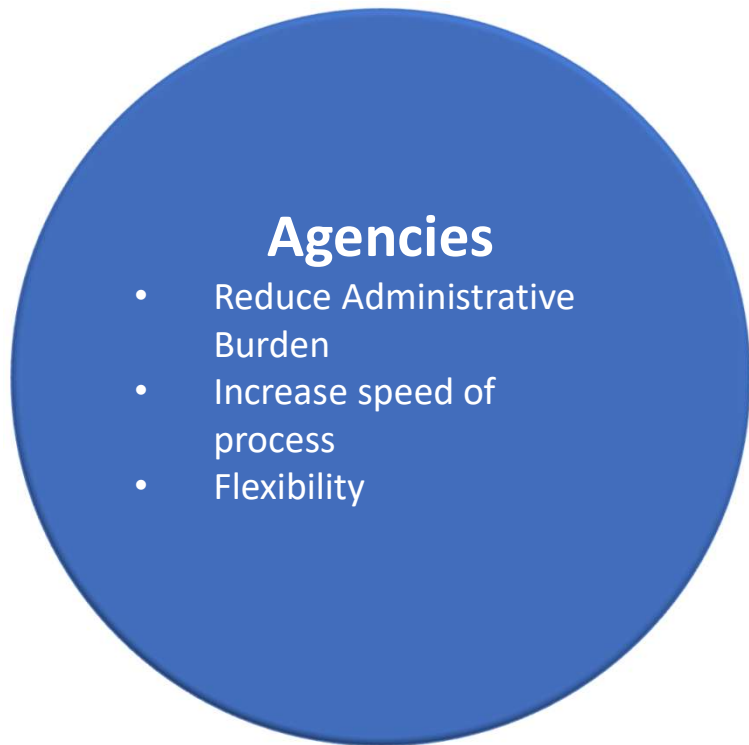 Agencies
• Reduce Administrative
Burden
• Increase speed of
process
• Flexibility